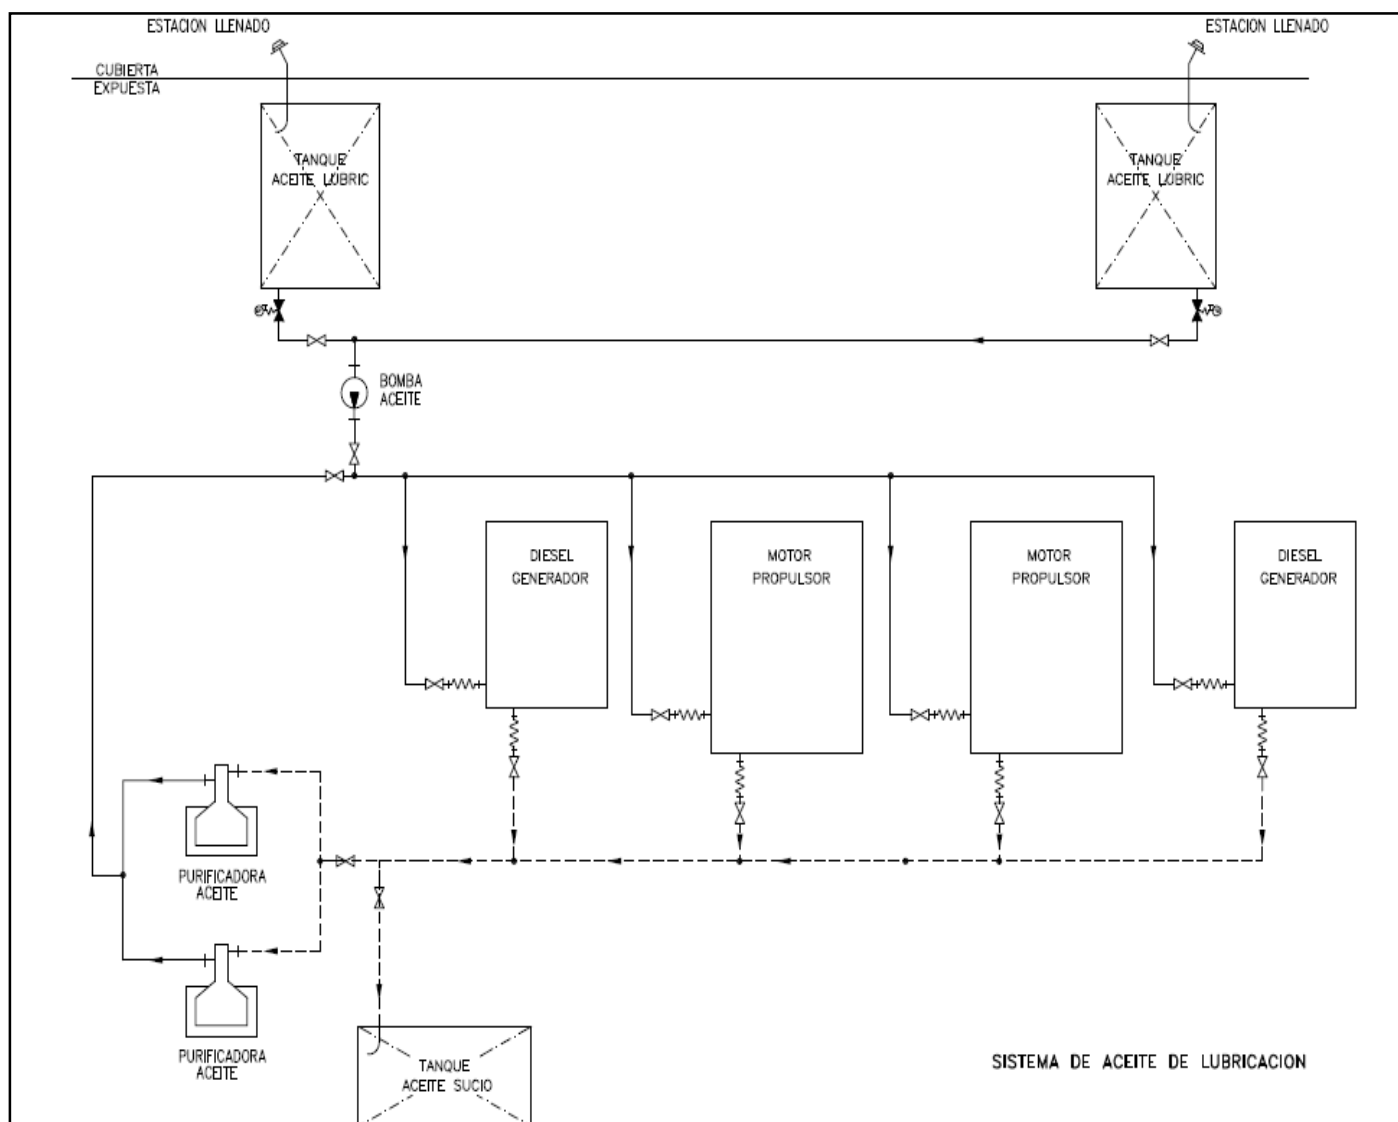 ESTACION LLENADO
ESTACION LLENADO
CUBIERTA
EXPUESTA
TANQUE
ACEITE LUBRIC
TANQUE
ACEITE LUBRIC
BOMBA
ACEITE
DIESEL
GENERADOR
MOTOR
PROPULSOR
MOTOR
PROPULSOR
DIESEL
GENERADOR
PURIFICADORA
ACEITE
PURIFICADORA
ACEITE
TANQUE
ACEITE SUCIO
SISTEMA DE ACEITE DE LUBRICACION